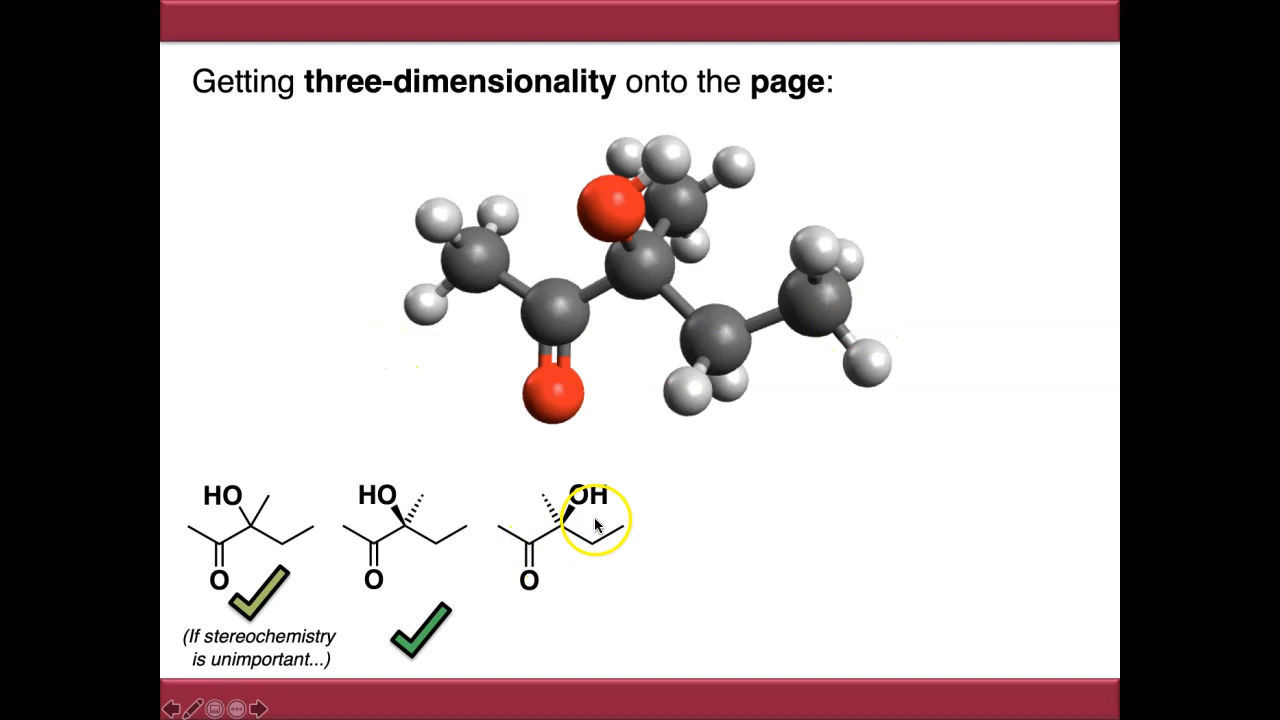 Getting three-dimensionality onto the page:
HO HO OH
O O O
(If stereochemistry
is unimportant...)